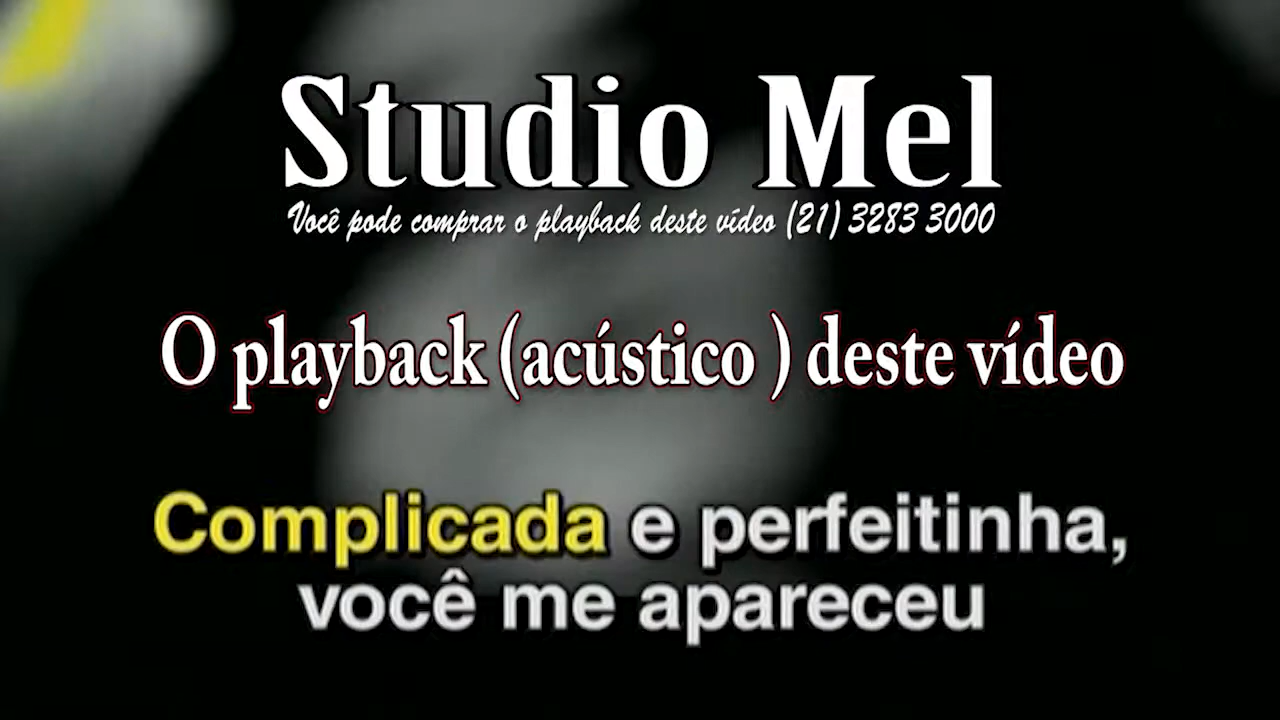 Studio Mel
Você pode comprar o playback deste vídeo (21) 3283 3000
O playback (acústico ) deste vídeo
Complicada e perfeitinha,
você me apareceu